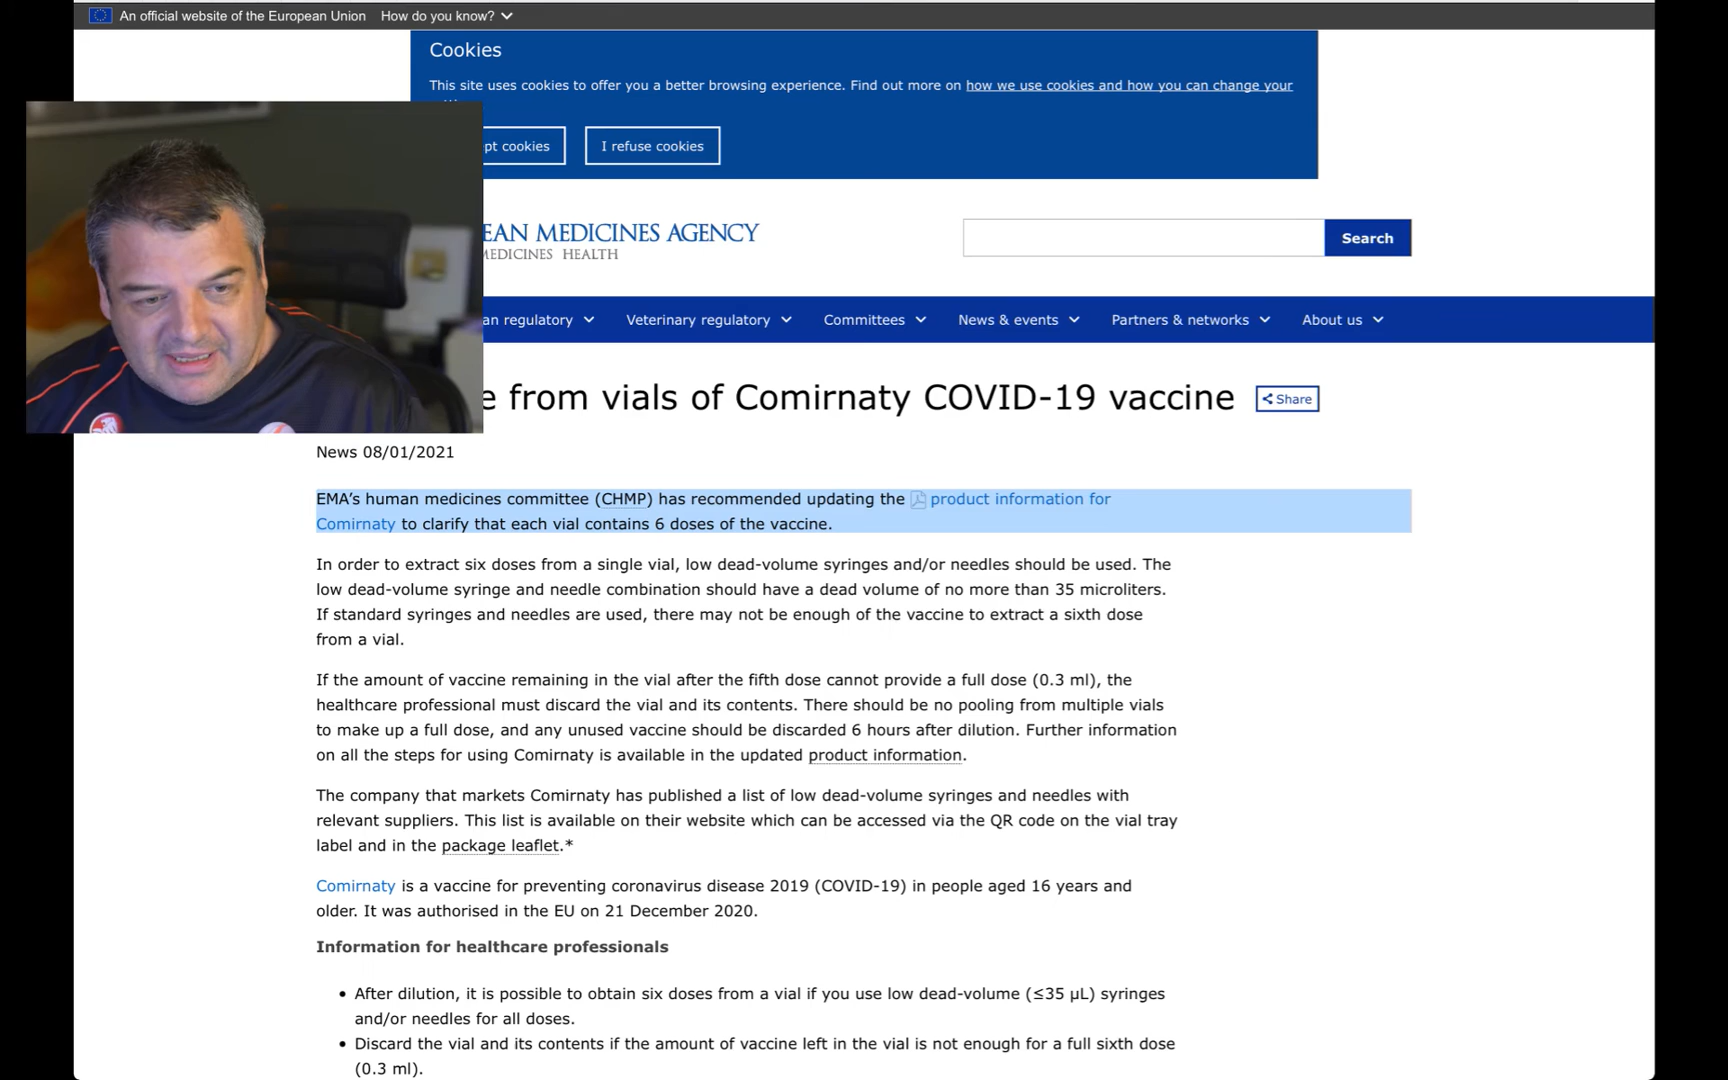 An official website of the European Union How do you know?
Cookies
This site uses cookies to offer you a better browsing experience. Find out more on how we use cookies and how you can change your
pt cookies
I refuse cookies
EAN MEDICINES AGENCY
MEDICINES HEALTH
Search
an regulatory Veterinary regulatory Committees News & events Partners & networks About us
e from vials of Comirnaty COVID-19 vaccine
Share
News 08/01/2021
EMA’s human medicines committee (CHMP) has recommended updating the product information for
Comirnaty to clarify that each vial contains 6 doses of the vaccine.
In order to extract six doses from a single vial, low dead-volume syringes and/or needles should be used. The
low dead-volume syringe and needle combination should have a dead volume of no more than 35 microliters.
If standard syringes and needles are used, there may not be enough of the vaccine to extract a sixth dose
from a vial.
If the amount of vaccine remaining in the vial after the fifth dose cannot provide a full dose (0.3 ml), the
healthcare professional must discard the vial and its contents. There should be no pooling from multiple vials
to make up a full dose, and any unused vaccine should be discarded 6 hours after dilution. Further information
on all the steps for using Comirnaty is available in the updated product information.
The company that markets Comirnaty has published a list of low dead-volume syringes and needles with
relevant suppliers. This list is available on their website which can be accessed via the QR code on the vial tray
label and in the package leaflet.*
Comirnaty is a vaccine for preventing coronavirus disease 2019 (COVID-19) in people aged 16 years and
older. It was authorised in the EU on 21 December 2020.
Information for healthcare professionals
• After dilution, it is possible to obtain six doses from a vial if you use low dead-volume (≤35 μL) syringes
and/or needles for all doses.
• Discard the vial and its contents if the amount of vaccine left in the vial is not enough for a full sixth dose
(0.3 ml).